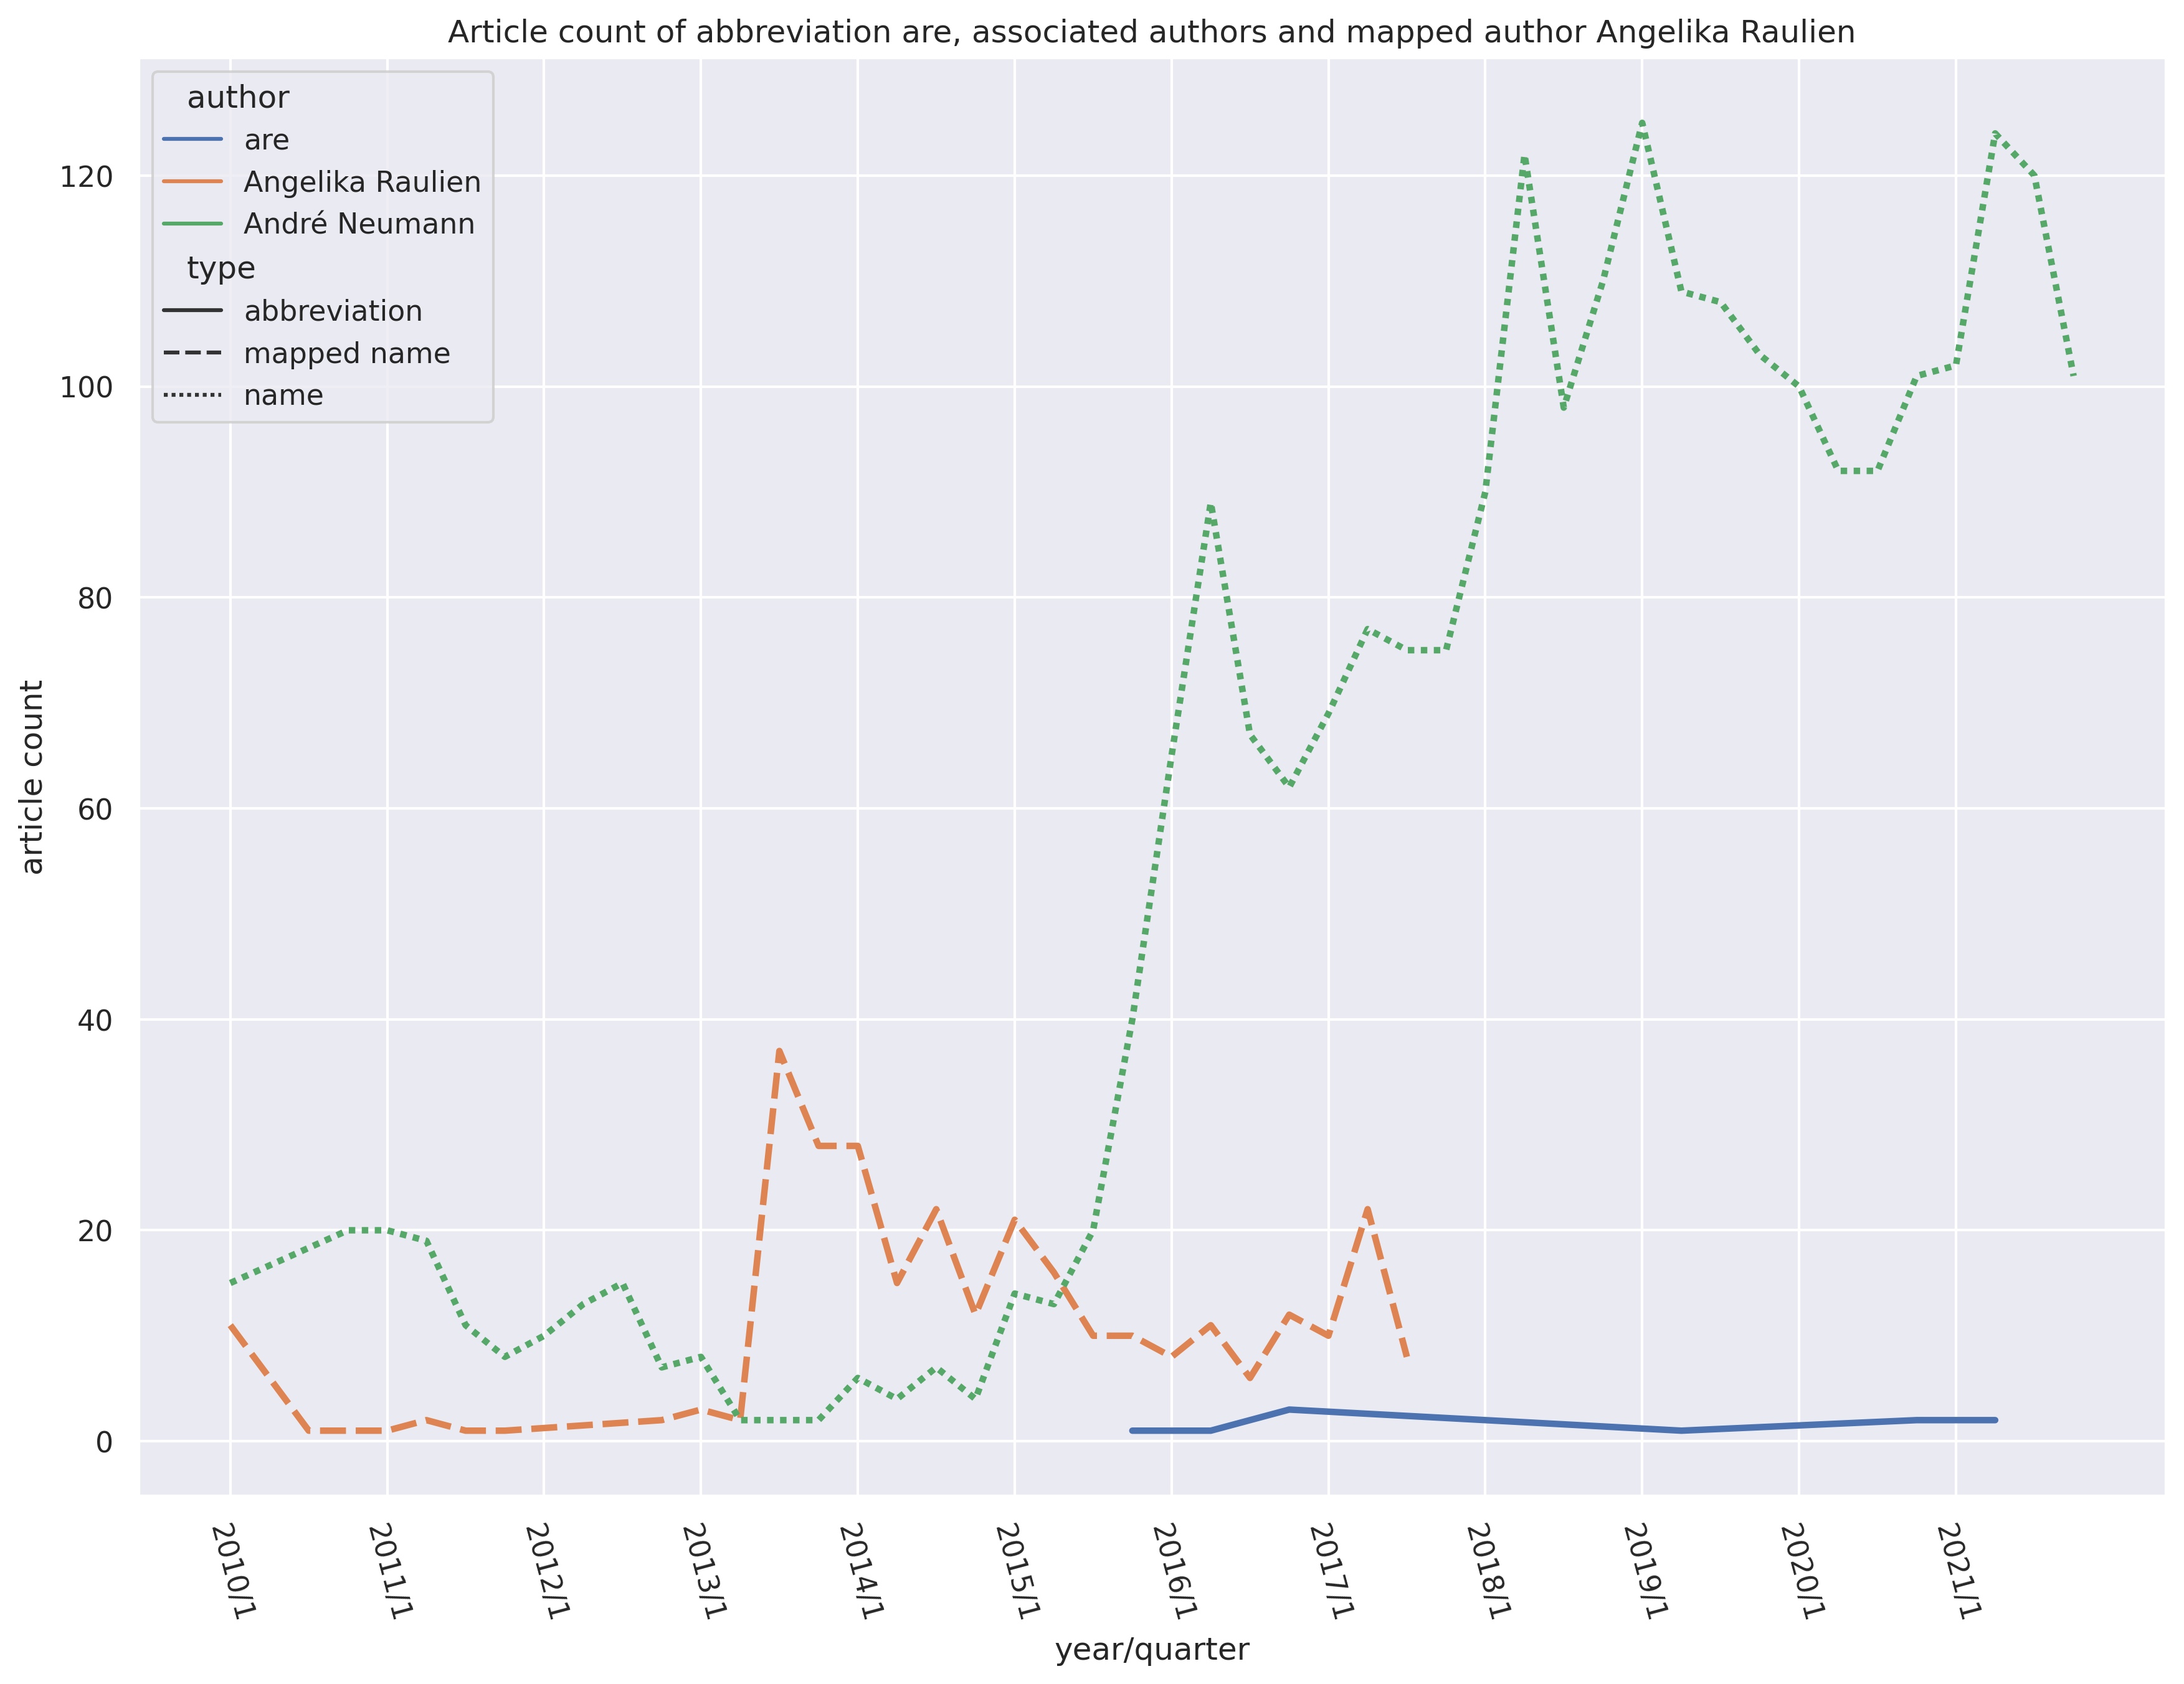 Article count of abbreviation are, associated authors and mapped author Angelika Raulien
author
are
Angelika Raulien
André Neumann
type
abbreviation
mapped name
name
120
100
80
60
40
20
0
article count
2010/1
2011/1
2012/1
2013/1
2014/1
2015/1
2016/1
2017/1
2018/1
2019/1
2020/1
2021/1
year/quarter